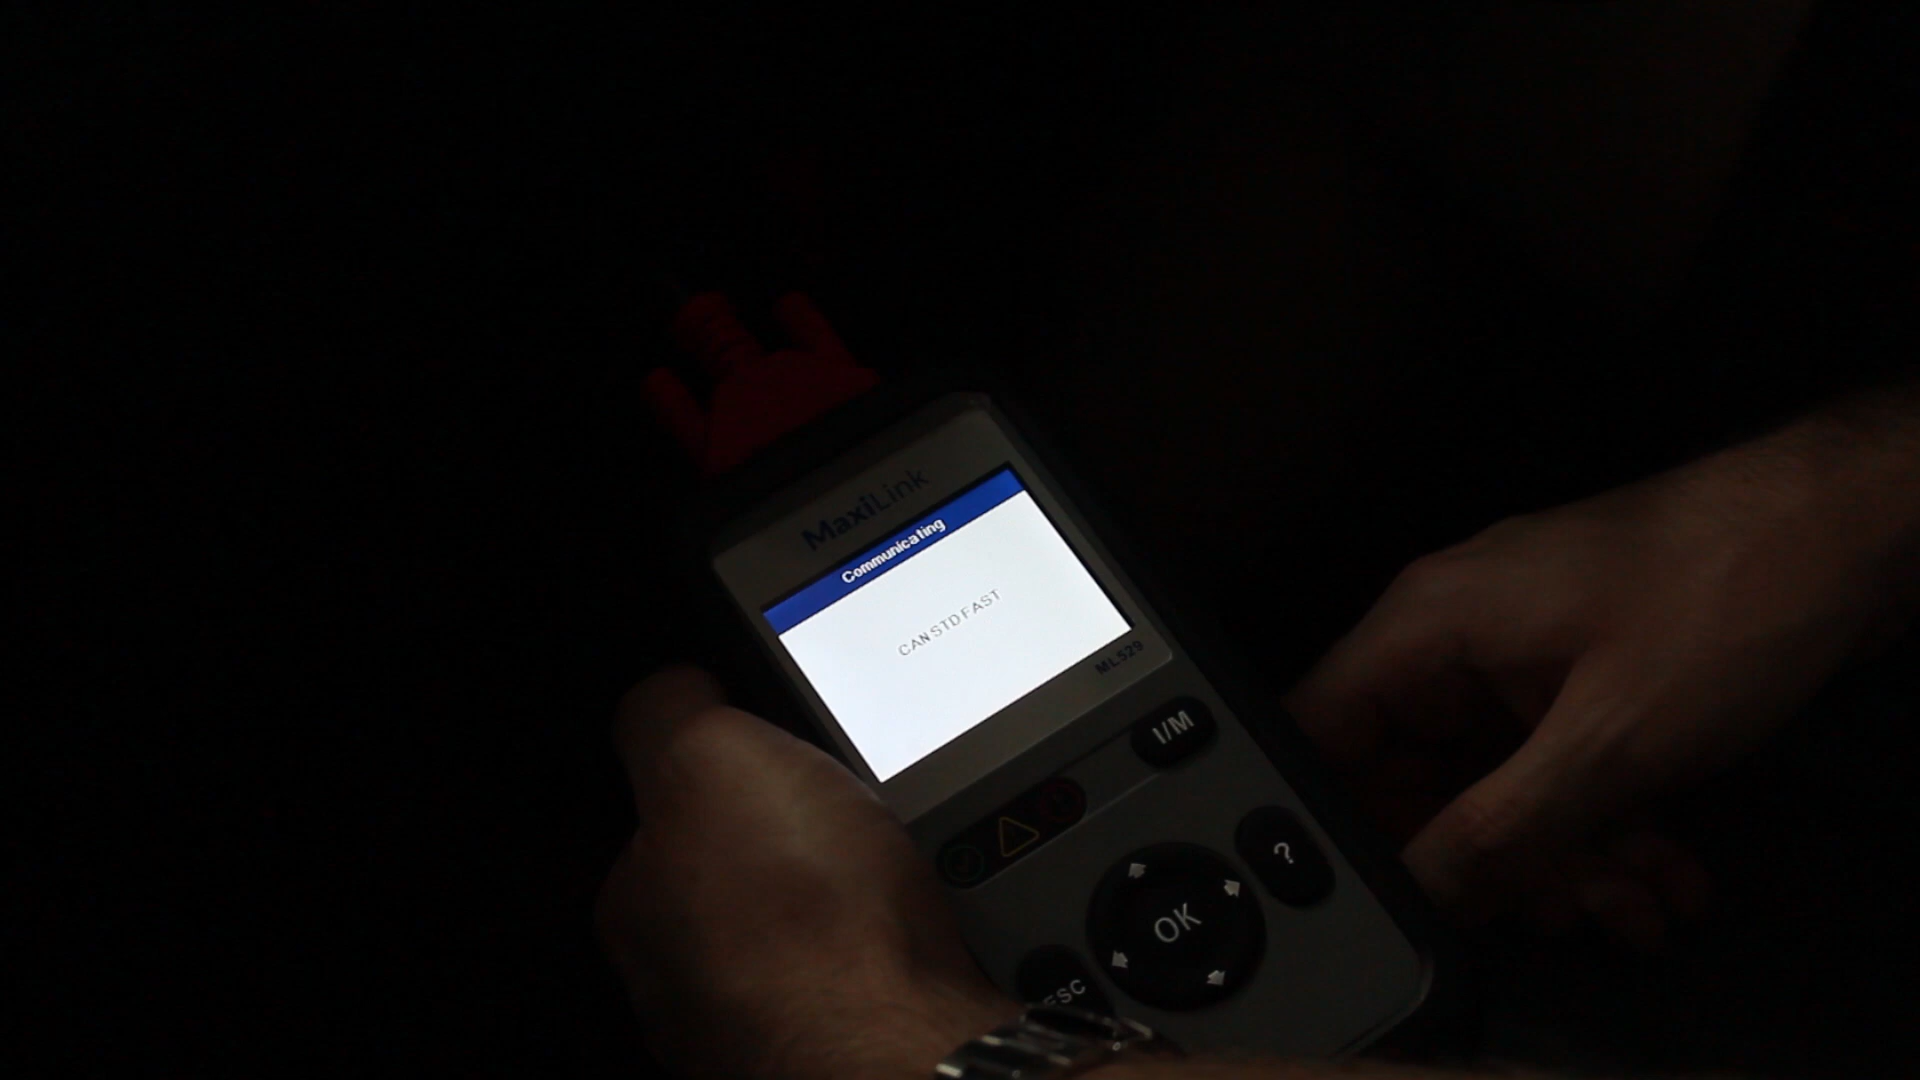 MaxiLink
Communicating
CAN STD FAST
ML529
I/M
?
OK
ESC